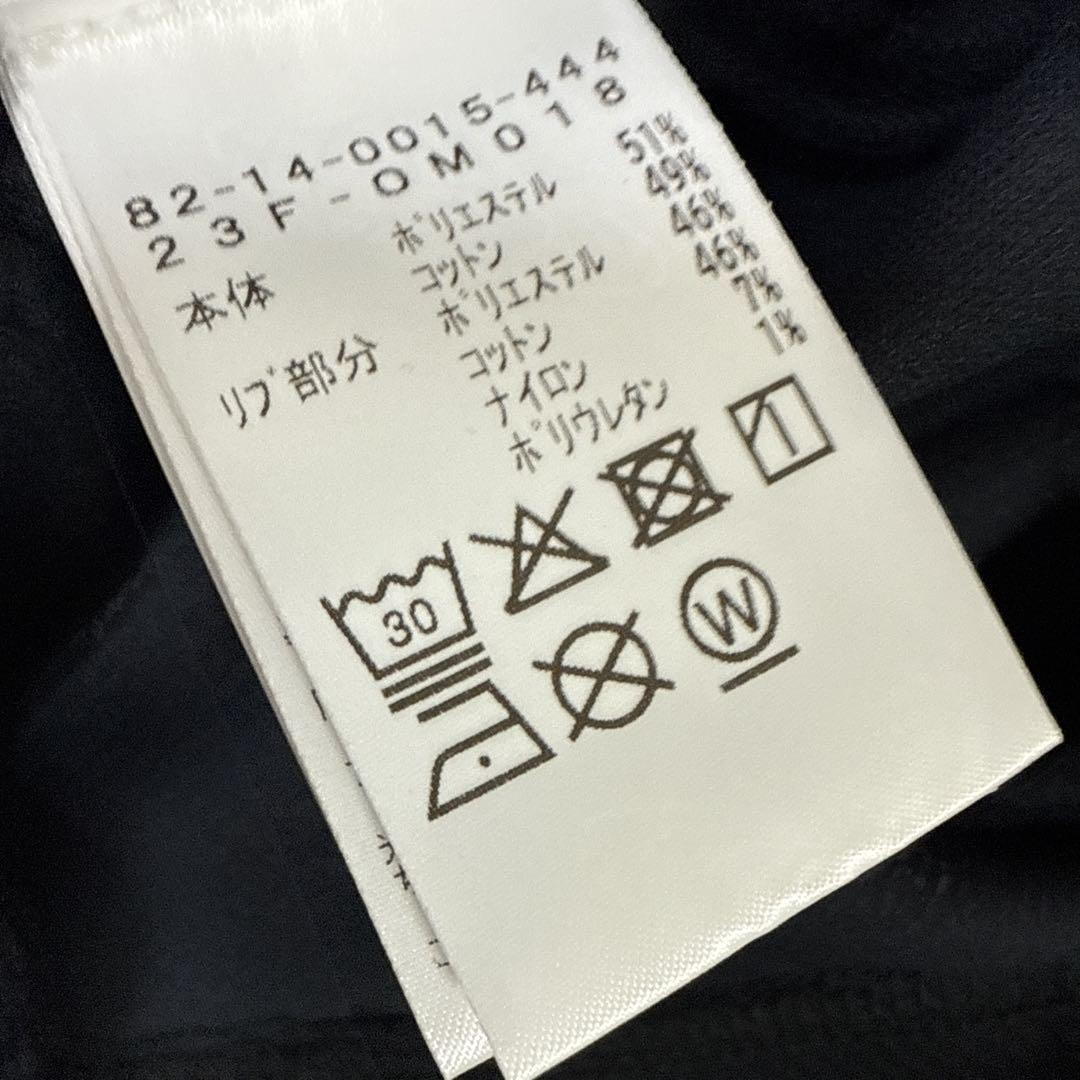 82-14-0015-444
23F-OM018
本体 ポリエステル 51%
コットン 49%
リブ部分 ポリエステル 46%
コットン 46%
ナイロン 7%
ポリウレタン 1%
30
W